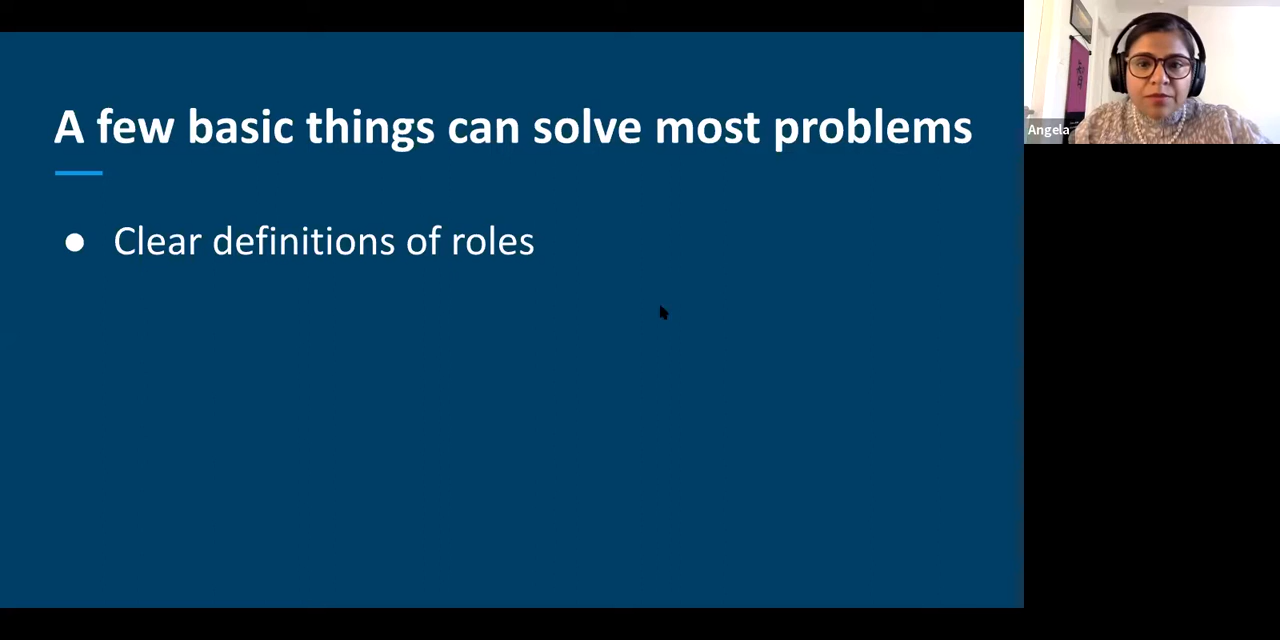 A few basic things can solve most problems
● Clear definitions of roles
Angela